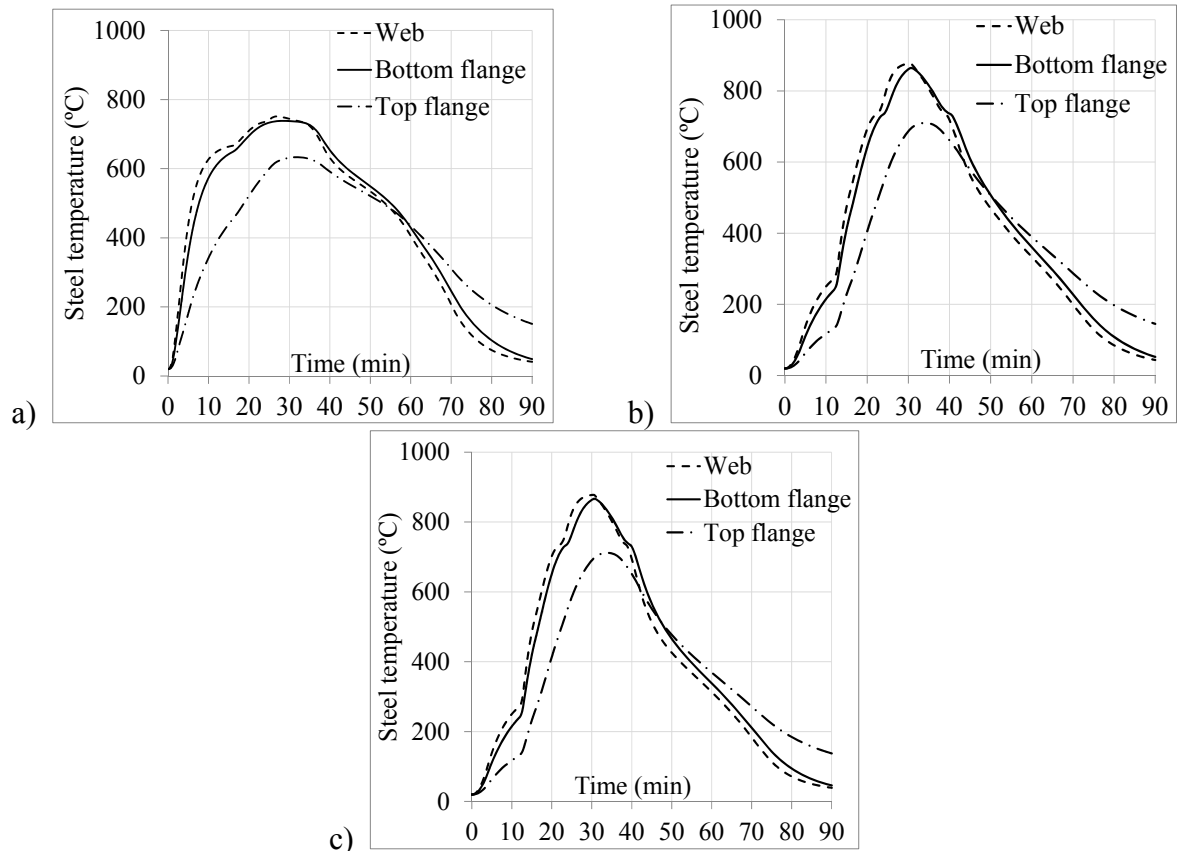 1000
800
600
400
200
0
Steel temperature (ºC)
Web
Bottom flange
Top flange
Time (min)
0 10 20 30 40 50 60 70 80 90
a)
1000
800
600
400
200
0
Steel temperature (ºC)
Web
Bottom flange
Top flange
Time (min)
0 10 20 30 40 50 60 70 80 90
b)
1000
800
600
400
200
0
Steel temperature (ºC)
Web
Bottom flange
Top flange
Time (min)
0 10 20 30 40 50 60 70 80 90
c)